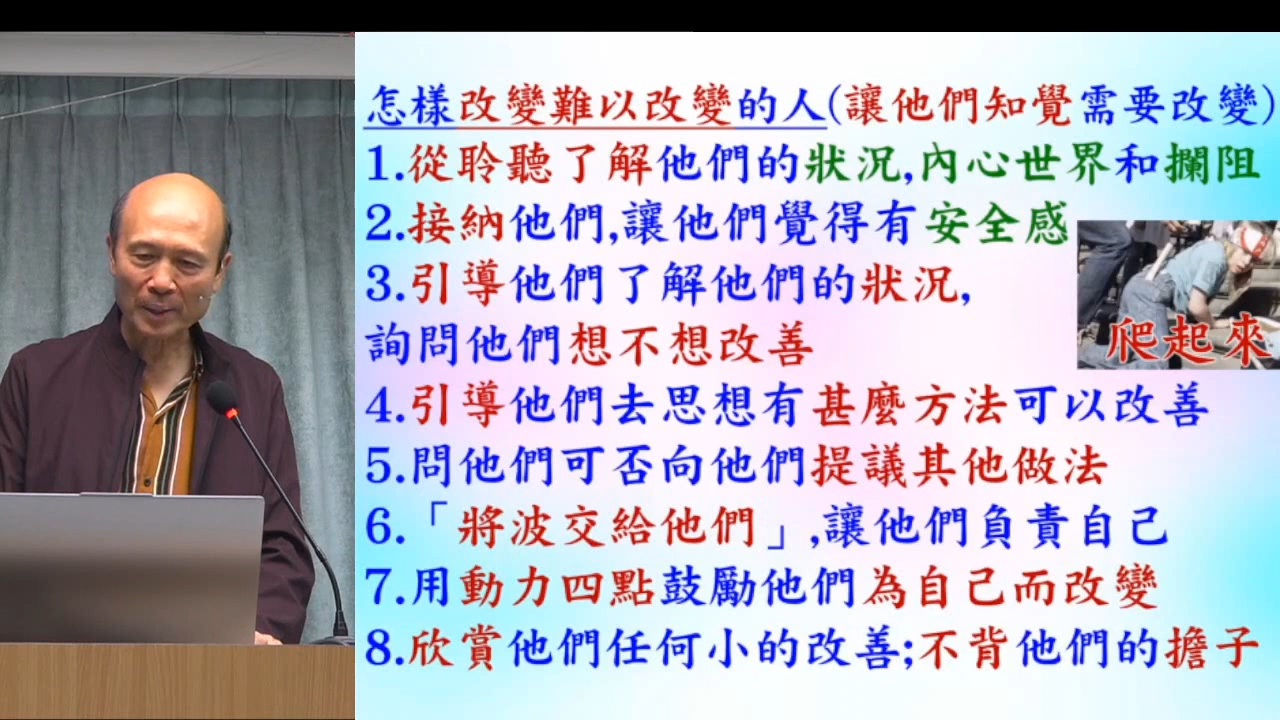 怎樣改變難以改變的人(讓他們知覺需要改變)
1.從聆聽了解他們的狀況,內心世界和攔阻
2.接納他們,讓他們覺得有安全感
3.引導他們了解他們的狀況,
詢問他們想不想改善
爬起來
4.引導他們去思想有甚麼方法可以改善
5.問他們可否向他們提議其他做法
6.「將波交給他們」,讓他們負責自己
7.用動力四點鼓勵他們為自己而改變
8.欣賞他們任何小的改善;不背他們的擔子